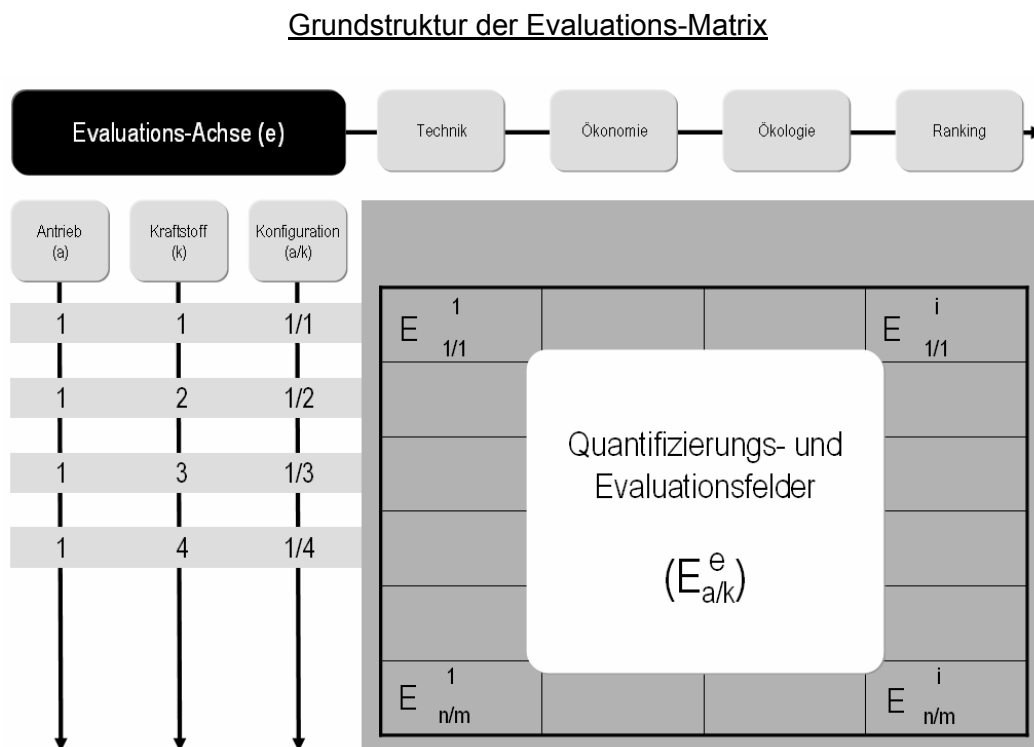 Grundstruktur der Evaluations-Matrix
Evaluations-Achse (e)
Technik
Ökonomie
Ökologie
Ranking
Antrieb
(a)
Kraftstoff
(k)
Konfiguration
(a/k)
1 1 1/1
1 2 1/2
1 3 1/3
1 4 1/4
E 1 1/1
E i 1/1
Quantifizierungs- und
Evaluationsfelder
(E e a/k)
E 1 n/m
E i n/m